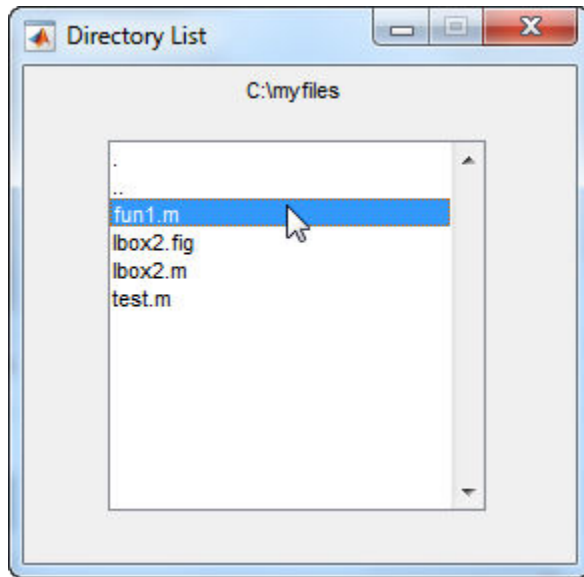 Directory List
C:\myfiles
.
..
fun1.m
lbox2.fig
lbox2.m
test.m